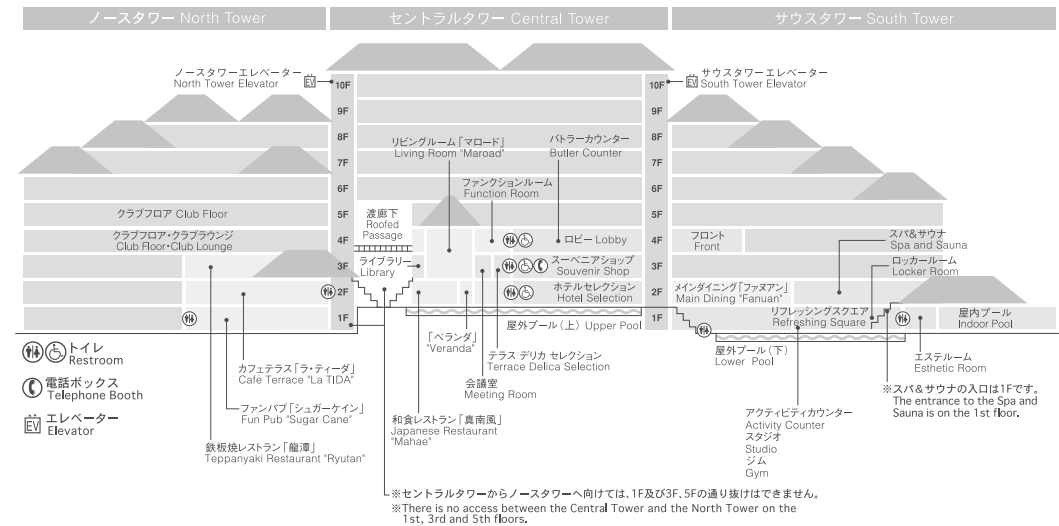 ノースタワー North Tower
セントラルタワー Central Tower
サウスタワー South Tower
ノースタワーエレベーター
North Tower Elevator
EV
サウスタワーエレベーター
South Tower Elevator
EV
10F
9F
8F
7F
6F
5F
4F
3F
2F
1F
10F
9F
8F
7F
6F
5F
4F
3F
2F
1F
クラブフロア Club Floor
クラブフロア・クラブラウンジ
Club Floor・Club Lounge
リビングルーム「マロード」
Living Room "Maroad"
バトラーカウンター
Butler Counter
ファンクションルーム
Function Room
渡廊下
Roofed
Passage
ロビー Lobby
ライブラリー
Library
スーベニアショップ
Souvenir Shop
ホテルセレクション
Hotel Selection
フロント
Front
スパ&サウナ
Spa and Sauna
ロッカールーム
Locker Room
メインダイニング「ファヌアン」
Main Dining "Fanuan"
リフレッシングスクエア
Refreshing Square
屋内プール
Indoor Pool
屋外プール(上) Upper Pool
「ベランダ」
"Veranda"
テラス デリカ セレクション
Terrace Delica Selection
会議室
Meeting Room
屋外プール(下)
Lower Pool
エステルーム
Esthetic Room
※スパ&サウナの入口は1Fです。
The entrance to the Spa and
Sauna is on the 1st floor.
トイレ
Restroom
電話ボックス
Telephone Booth
EV
エレベーター
Elevator
カフェテラス「ラ・ティーダ」
Café Terrace "La TIDA"
ファンパブ「シュガーケイン」
Fun Pub "Sugar Cane"
鉄板焼レストラン「龍潭」
Teppanyaki Restaurant "Ryutan"
和食レストラン「真南風」
Japanese Restaurant
"Mahae"
アクティビティカウンター
Activity Counter
スタジオ
Studio
ジム
Gym
※セントラルタワーからノースタワーへ向けては、1F及び3F、5Fの通り抜けはできません。
※There is no access between the Central Tower and the North Tower on the
1st, 3rd and 5th floors.